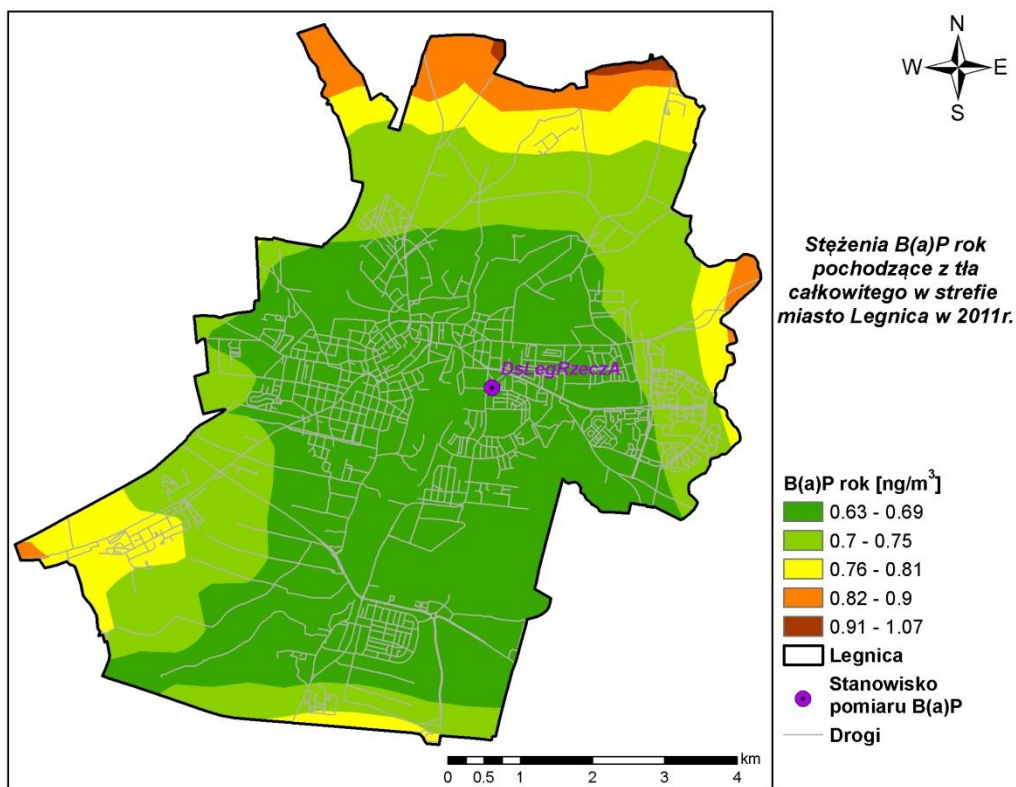 N
W E
S
Stężenia B(a)P rok
pochodzące z tła
całkowitego w strefie
miasto Legnica w 2011r.
DsLegRzeczA
B(a)P rok [ng/m³]
0.63 - 0.69
0.7 - 0.75
0.76 - 0.81
0.82 - 0.9
0.91 - 1.07
Legnica
Stanowisko
pomiaru B(a)P
Drogi
km
0 0.5 1 2 3 4